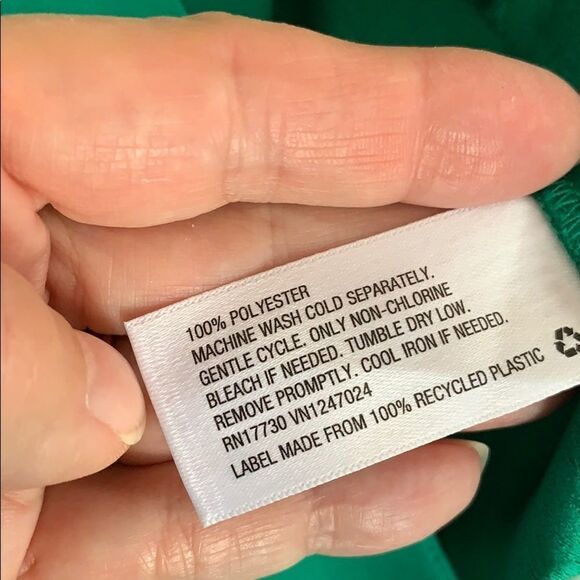 100% POLYESTER
MACHINE WASH COLD SEPARATELY.
GENTLE CYCLE. ONLY NON-CHLORINE
BLEACH IF NEEDED. TUMBLE DRY LOW.
REMOVE PROMPTLY. COOL IRON IF NEEDED.
RN17730 VN1247024
LABEL MADE FROM 100% RECYCLED PLASTIC